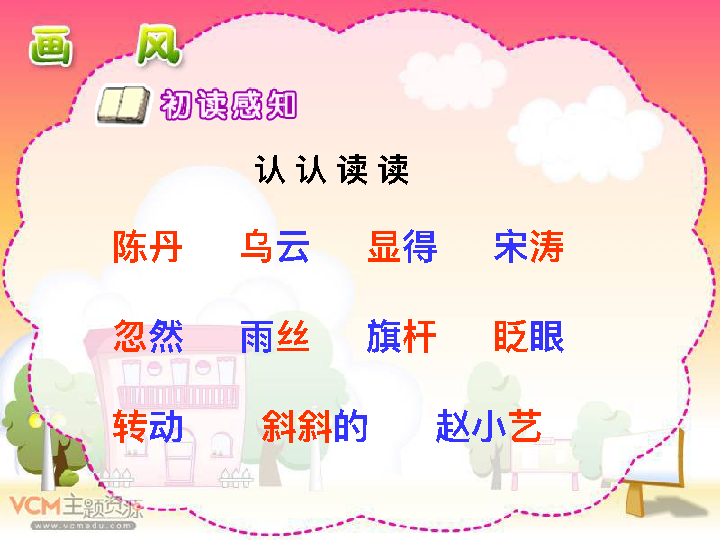 画 风
初读感知
认认读读
陈丹 乌云 显得 宋涛
忽然 雨丝 旗杆 眨眼
转动 斜斜的 赵小艺
VCM主题资源
www.vcmedu.com